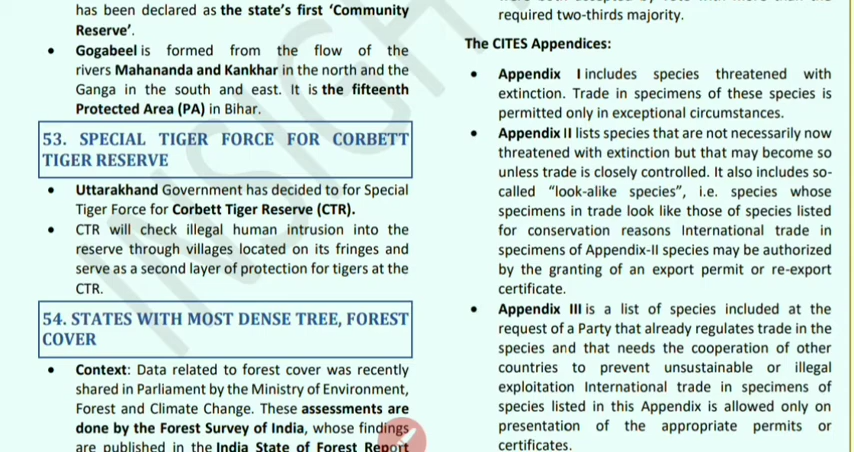 has been declared as the state's first 'Community
Reserve'.
• Gogabeel is formed from the flow of the
rivers Mahananda and Kankhar in the north and the
Ganga in the south and east. It is the fifteenth
Protected Area (PA) in Bihar.
53. SPECIAL TIGER FORCE FOR CORBETT
TIGER RESERVE
• Uttarakhand Government has decided to for Special
Tiger Force for Corbett Tiger Reserve (CTR).
• CTR will check illegal human intrusion into the
reserve through villages located on its fringes and
serve as a second layer of protection for tigers at the
CTR.
54. STATES WITH MOST DENSE TREE, FOREST
COVER
• Context: Data related to forest cover was recently
shared in Parliament by the Ministry of Environment,
Forest and Climate Change. These assessments are
done by the Forest Survey of India, whose findings
are published in the India State of Forest Report
required two-thirds majority.
The CITES Appendices:
• Appendix I includes species threatened with
extinction. Trade in specimens of these species is
permitted only in exceptional circumstances.
• Appendix II lists species that are not necessarily now
threatened with extinction but that may become so
unless trade is closely controlled. It also includes so-
called "look-alike species", i.e. species whose
specimens in trade look like those of species listed
for conservation reasons International trade in
specimens of Appendix-II species may be authorized
by the granting of an export permit or re-export
certificate.
• Appendix III is a list of species included at the
request of a Party that already regulates trade in the
species and that needs the cooperation of other
countries to prevent unsustainable or illegal
exploitation International trade in specimens of
species listed in this Appendix is allowed only on
presentation of the appropriate permits or
certificates.